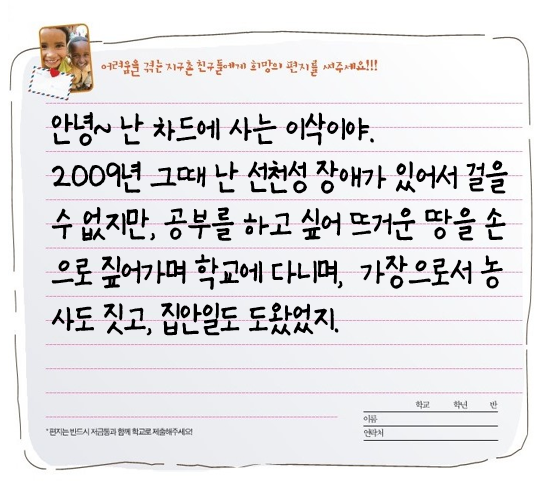 어려움을 겪는 지구촌 친구들에게 희망의 편지를 써주세요!!!
안녕~ 난 차드에 사는 이삭이야.
2009년 그때 난 선천성 장애가 있어서 걸을
수 없지만, 공부를 하고 싶어 뜨거운 땅을 손
으로 짚어가며 학교에 다니며, 가장으로서 농
사도 짓고, 집안일도 도왔었지.
학교 학년 반
이름
연락처
* 편지는 반드시 저금통과 함께 학교로 제출해주세요!